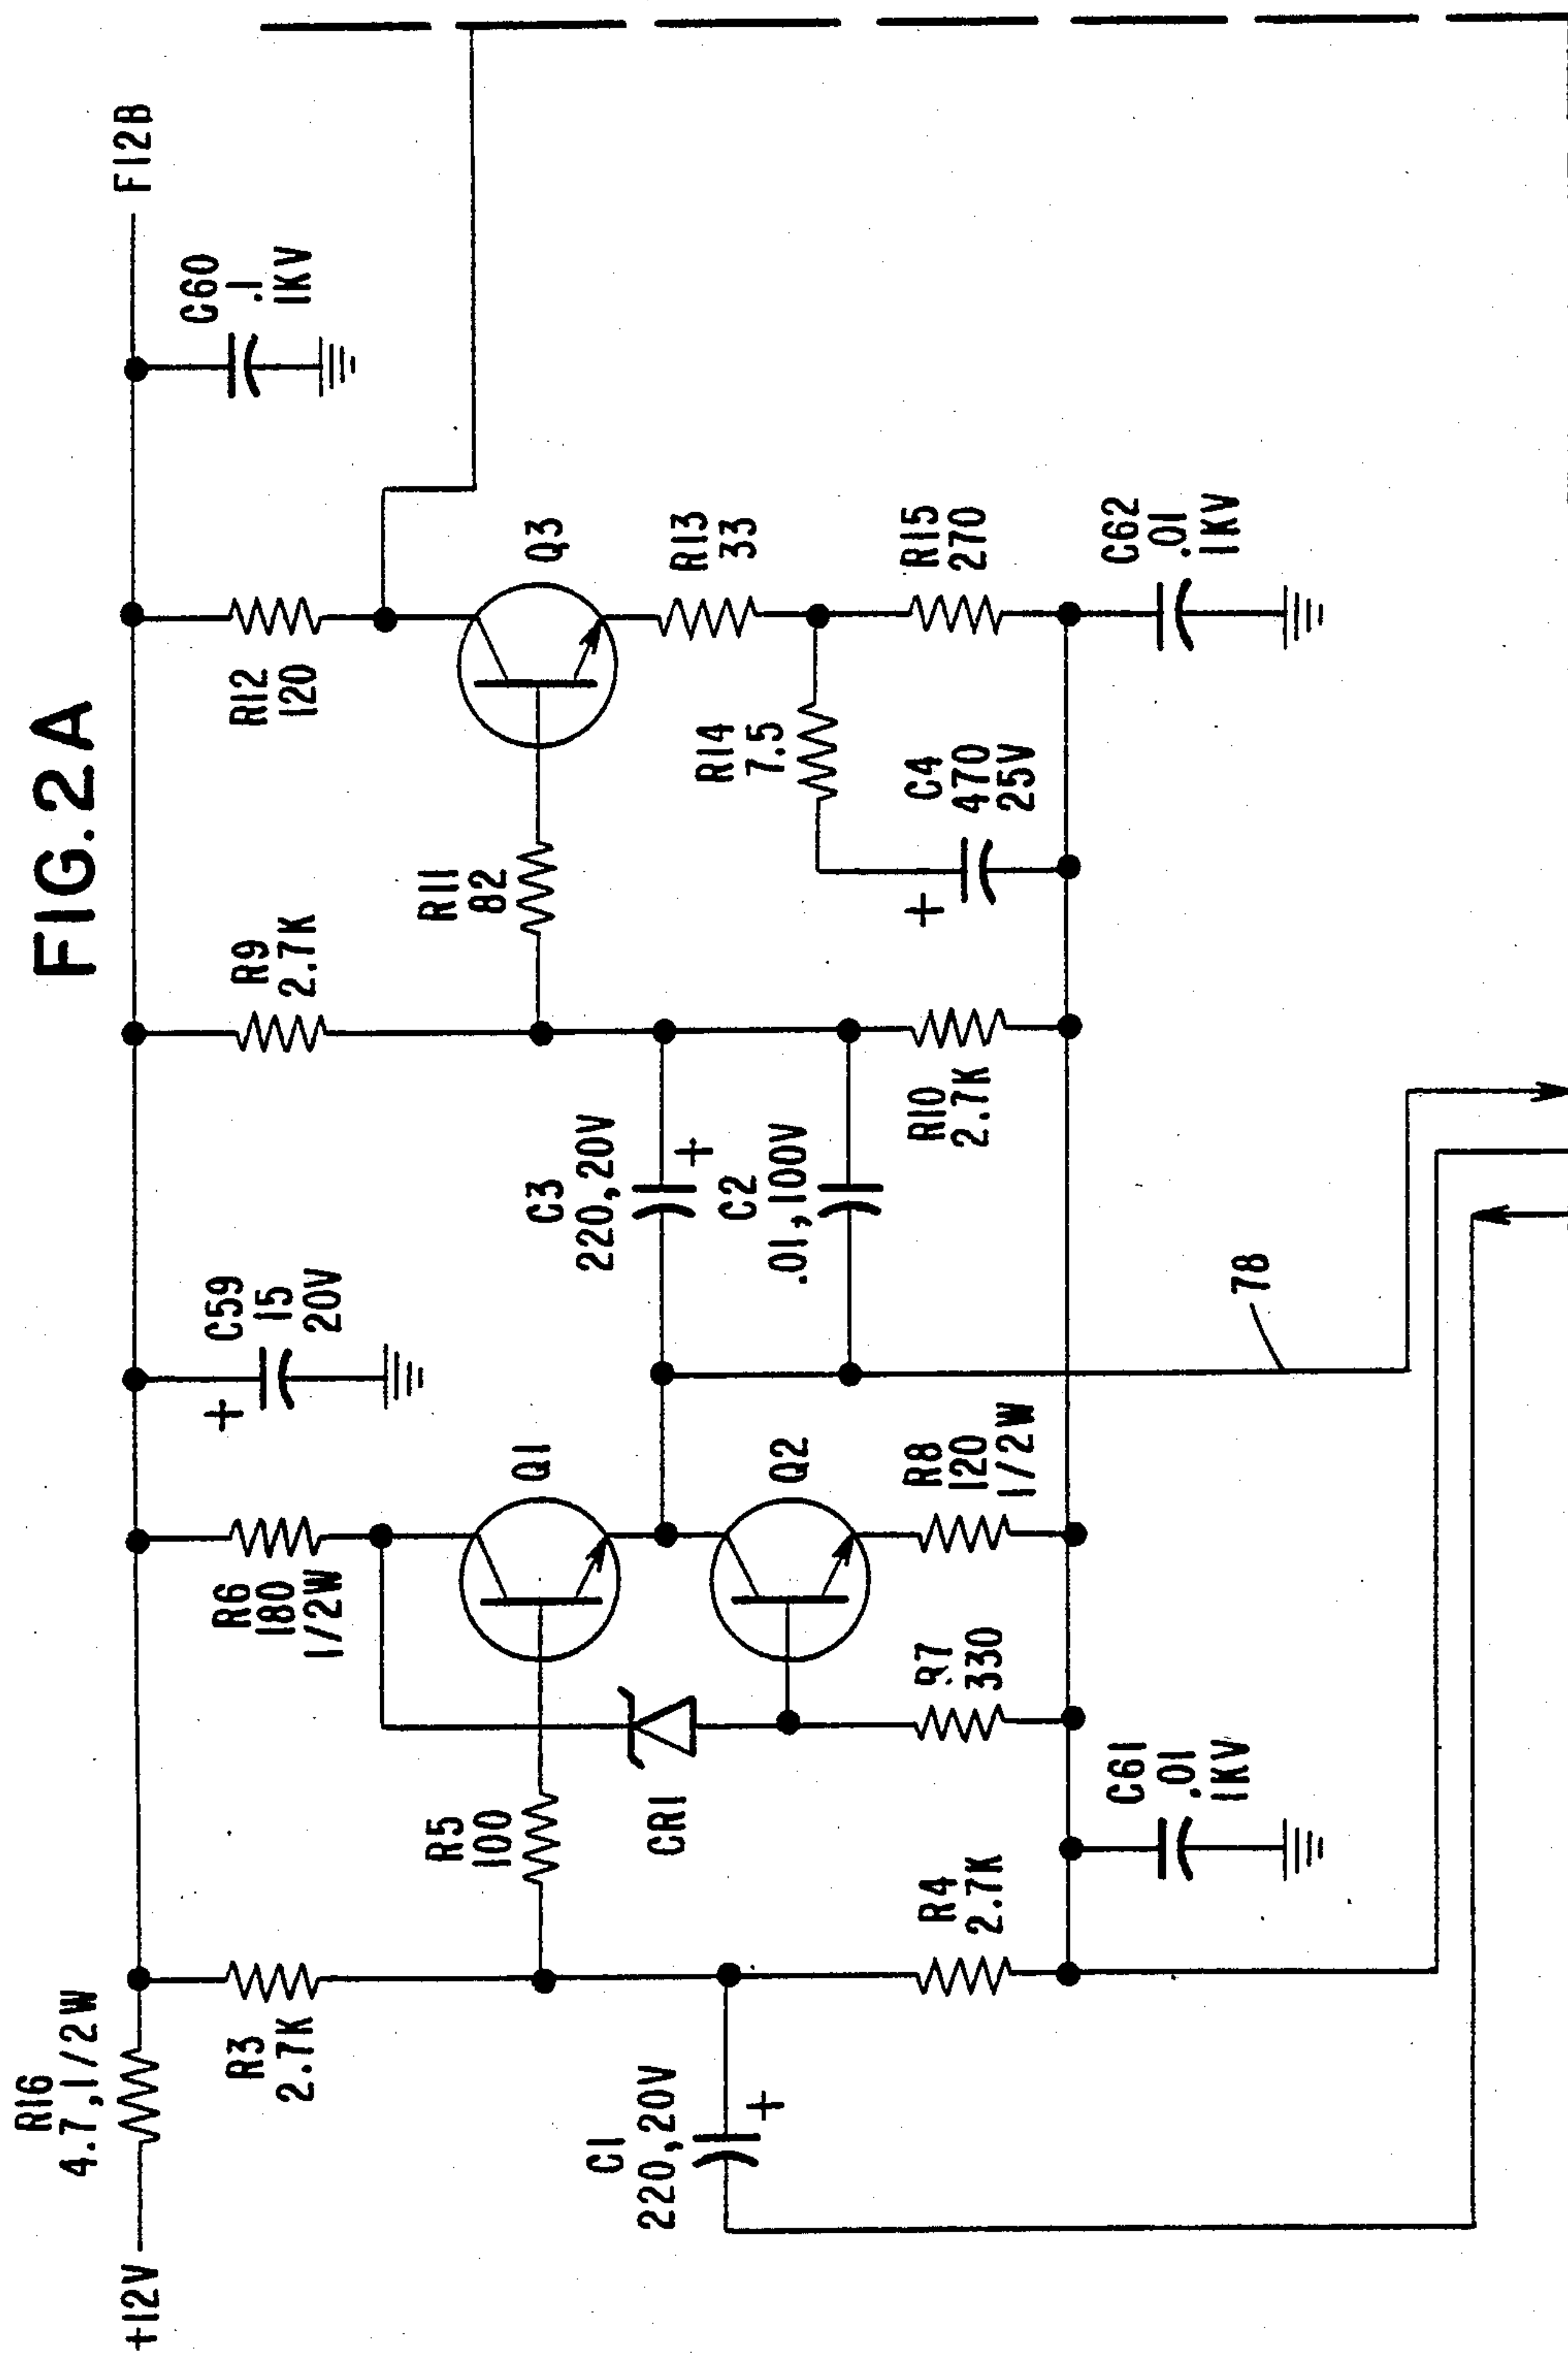 FIG.2A
+12V
R16
4.7,1/2W
F12B
R3
2.7K
R6
180
1/2W
C59
15
20V
+
R9
2.7K
R12
120
C60
.1
1KV
R5
100
Q1
C3
220,20V
+
R11
82
Q3
C1
220,20V
+
CR1
Q2
C2
.01,100V
R14
7.5
R13
33
R4
2.7K
R7
330
R8
120
1/2W
R10
2.7K
C4
470
25V
+
R15
270
C61
.01
1KV
78
C62
.01
1KV